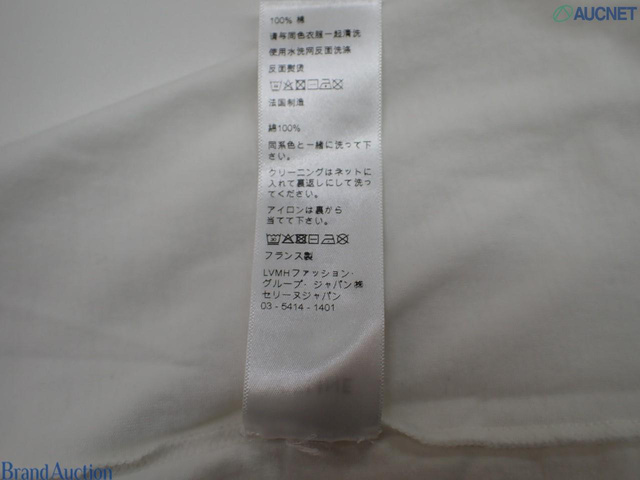 AUCNET
100% 棉
请与同色衣服一起清洗
使用水洗网反面洗涤
反面熨烫
法国制造
綿100%
同系色と一緒に洗って下
さい。
クリーニングはネットに
入れて裏返しにして洗っ
てください。
アイロンは裏から
当てて下さい。
フランス製
LVMHファッション・
グループ・ジャパン㈱
セリーヌジャパン
03 - 5414 - 1401
Brand Auction